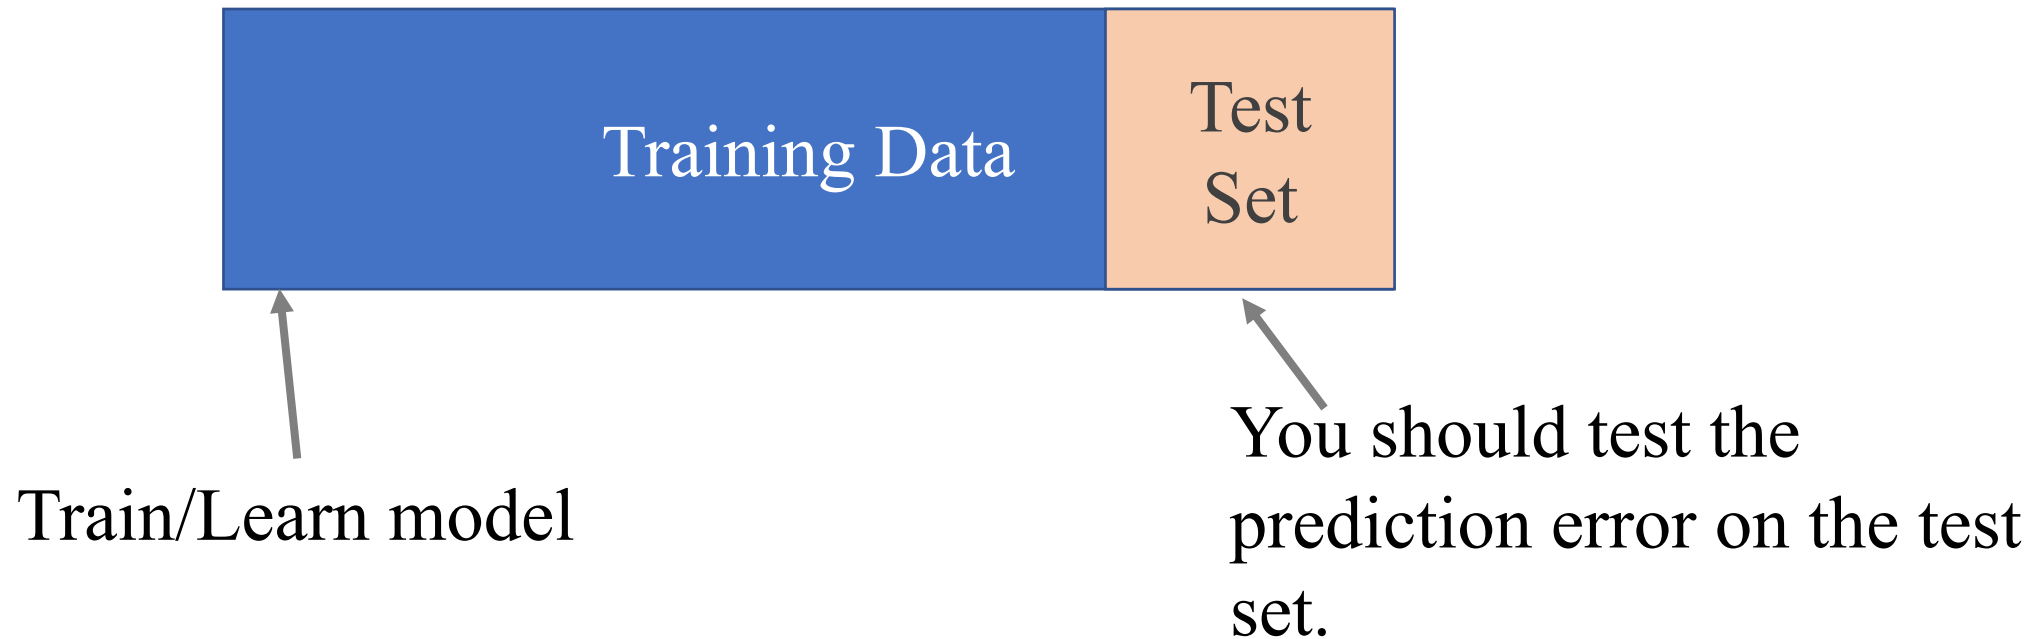 Training Data
Test
Set
Train/Learn model
You should test the
prediction error on the test
set.